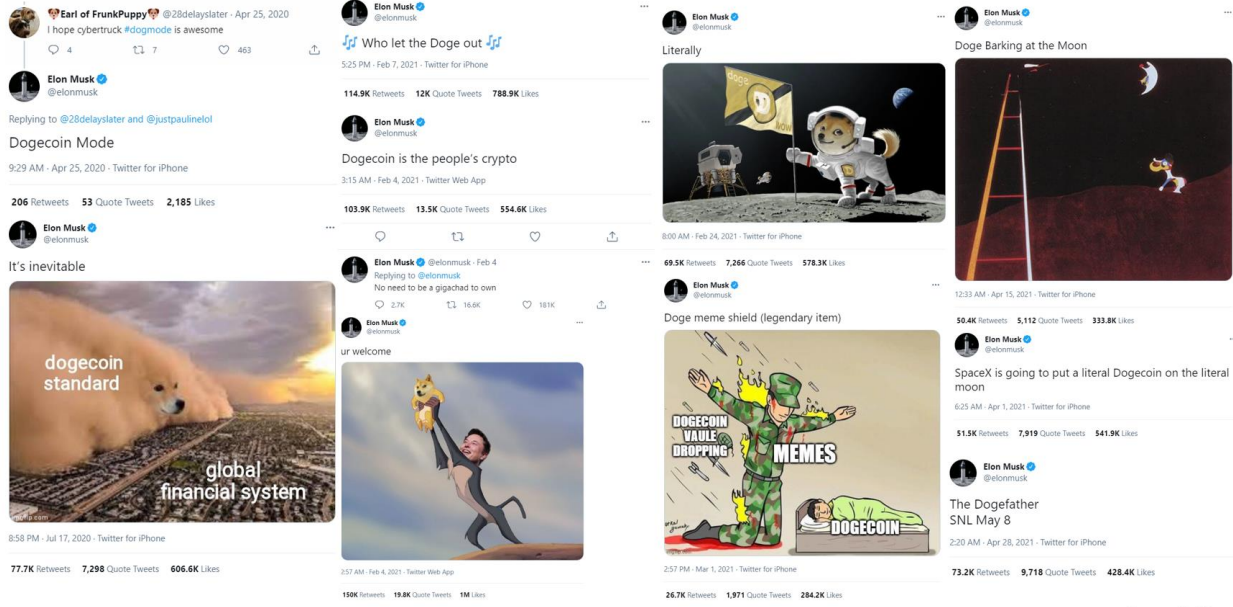 Earl of FrunkPuppy @28delayslater · Apr 25, 2020
I hope cybertruck #dogmode is awesome
4 7 463
Elon Musk
@elonmusk
Replying to @28delayslater and @justpaulinelol
Dogecoin Mode
9:29 AM · Apr 25, 2020 · Twitter for iPhone
206 Retweets 53 Quote Tweets 2,185 Likes
Elon Musk
@elonmusk
It's inevitable
dogecoin
standard
global
financial system
8:58 PM · Jul 17, 2020 · Twitter for iPhone
77.7K Retweets 7,298 Quote Tweets 606.6K Likes
Elon Musk
@elonmusk
🎶 Who let the Doge out 🎶
5:25 PM · Feb 7, 2021 · Twitter for iPhone
114.9K Retweets 12K Quote Tweets 788.9K Likes
Elon Musk
@elonmusk
Dogecoin is the people's crypto
3:15 AM · Feb 4, 2021 · Twitter Web App
103.9K Retweets 13.5K Quote Tweets 554.6K Likes
Elon Musk @elonmusk · Feb 4
Replying to @elonmusk
No need to be a gigachad to own
2.7K 16.6K 181K
Elon Musk
@elonmusk
ur welcome
2:57 AM · Feb 4, 2021 · Twitter Web App
150K Retweets 19.8K Quote Tweets 1M Likes
Elon Musk
@elonmusk
Literally
doge
D
NOW
8:00 AM · Feb 24, 2021 · Twitter for iPhone
69.5K Retweets 7,266 Quote Tweets 578.3K Likes
Elon Musk
@elonmusk
Doge meme shield (legendary item)
DOGECOIN
VAULE
DROPPING
MEMES
DOGECOIN
2:57 PM · Mar 1, 2021 · Twitter for iPhone
26.7K Retweets 1,971 Quote Tweets 284.2K Likes
Elon Musk
@elonmusk
Doge Barking at the Moon
12:33 AM · Apr 15, 2021 · Twitter for iPhone
50.4K Retweets 5,112 Quote Tweets 333.8K Likes
Elon Musk
@elonmusk
SpaceX is going to put a literal Dogecoin on the literal
moon
6:25 AM · Apr 1, 2021 · Twitter for iPhone
51.5K Retweets 7,919 Quote Tweets 541.9K Likes
Elon Musk
@elonmusk
The Dogefather
SNL May 8
2:20 AM · Apr 28, 2021 · Twitter for iPhone
73.2K Retweets 9,718 Quote Tweets 428.4K Likes